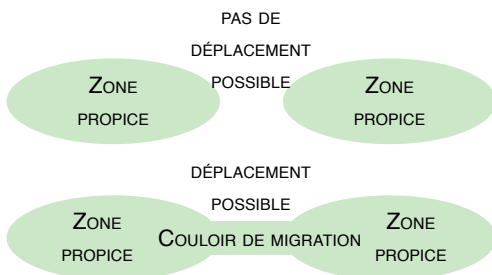 PAS DE
DÉPLACEMENT
POSSIBLE
ZONE
PROPICE
ZONE
PROPICE
DÉPLACEMENT
POSSIBLE
ZONE
PROPICE
COULOIR DE MIGRATION
ZONE
PROPICE